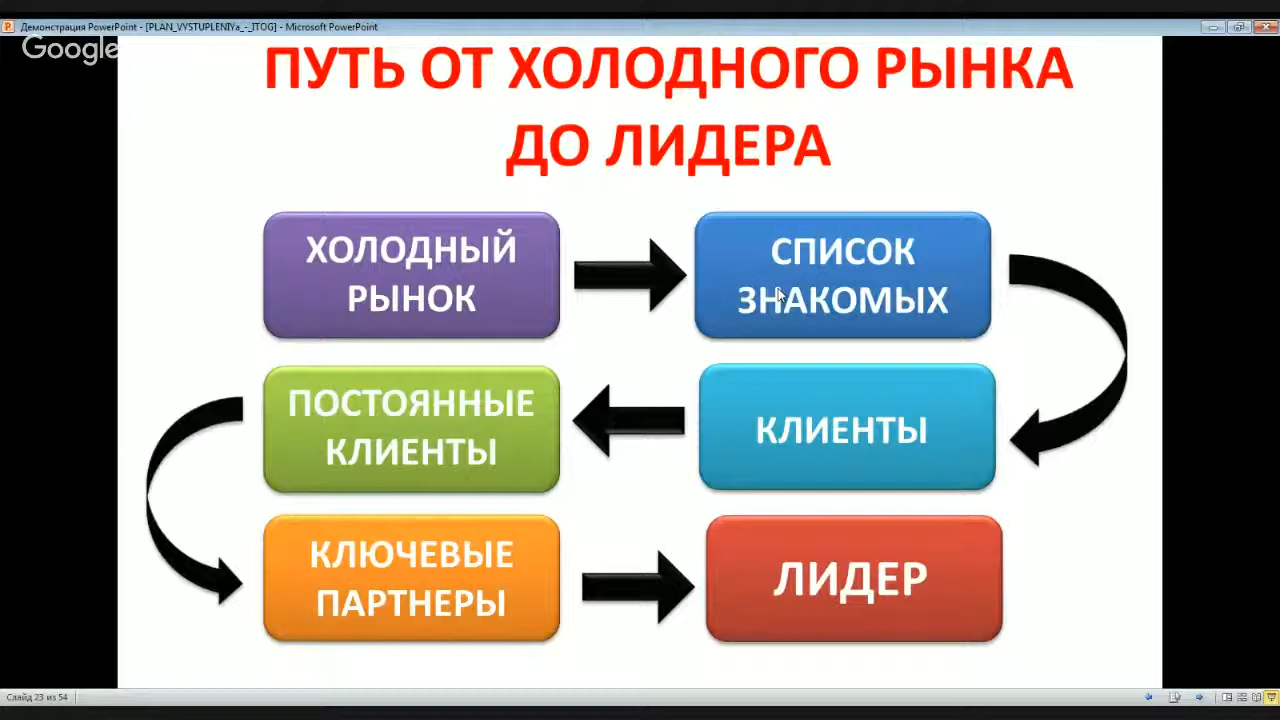 Демонстрация PowerPoint - [PLAN_VYSTUPLENIYa_-_ITOG] - Microsoft PowerPoint
Google
ПУТЬ ОТ ХОЛОДНОГО РЫНКА
ДО ЛИДЕРА
ХОЛОДНЫЙ
РЫНОК
СПИСОК
ЗНАКОМЫХ
КЛИЕНТЫ
ПОСТОЯННЫЕ
КЛИЕНТЫ
КЛЮЧЕВЫЕ
ПАРТНЕРЫ
ЛИДЕР
Слайд 23 из 54